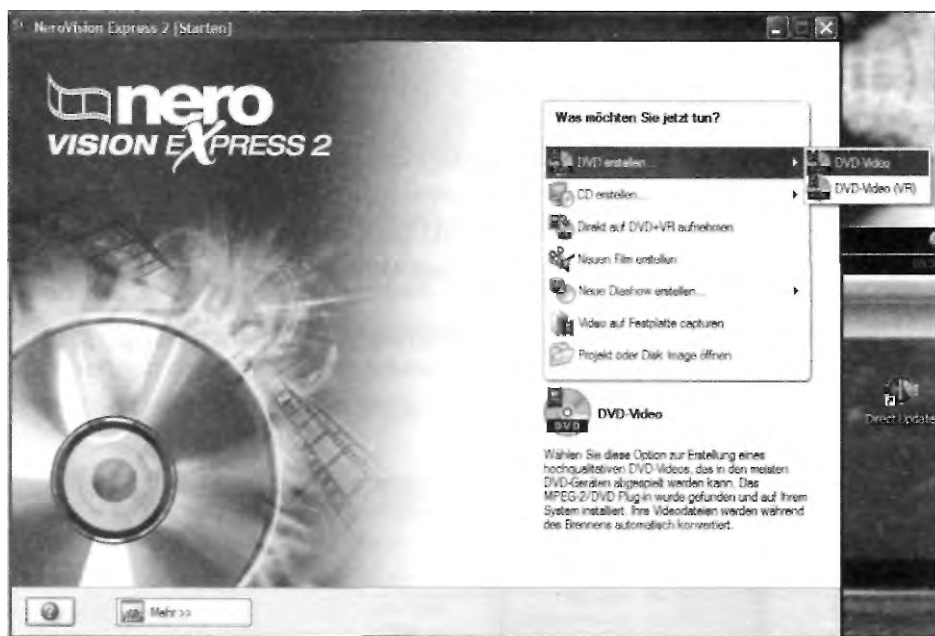 NeroVision Express 2 [Starten]
nero
VISION EXPRESS 2
Was möchten Sie jetzt tun?
DVD erstellen...
DVD-Video
CD erstellen...
DVD-Video (VR)
Direkt auf DVD+VR aufnehmen
Neuen Film erstellen
Neue Diashow erstellen...
Video auf Festplatte capturen
Projekt oder Disk Image öffnen
Direct Update
DVD
DVD-Video
Wählen Sie diese Option zur Erstellung eines
hochqualitativen DVD-Videos, das in den meisten
DVD-Geräten abgespielt werden kann. Das
MPEG-2/DVD Plug-in wurde gefunden und auf Ihrem
System installiert. Ihre Videodateien werden während
des Brennens automatisch konvertiert.
Mehr >>